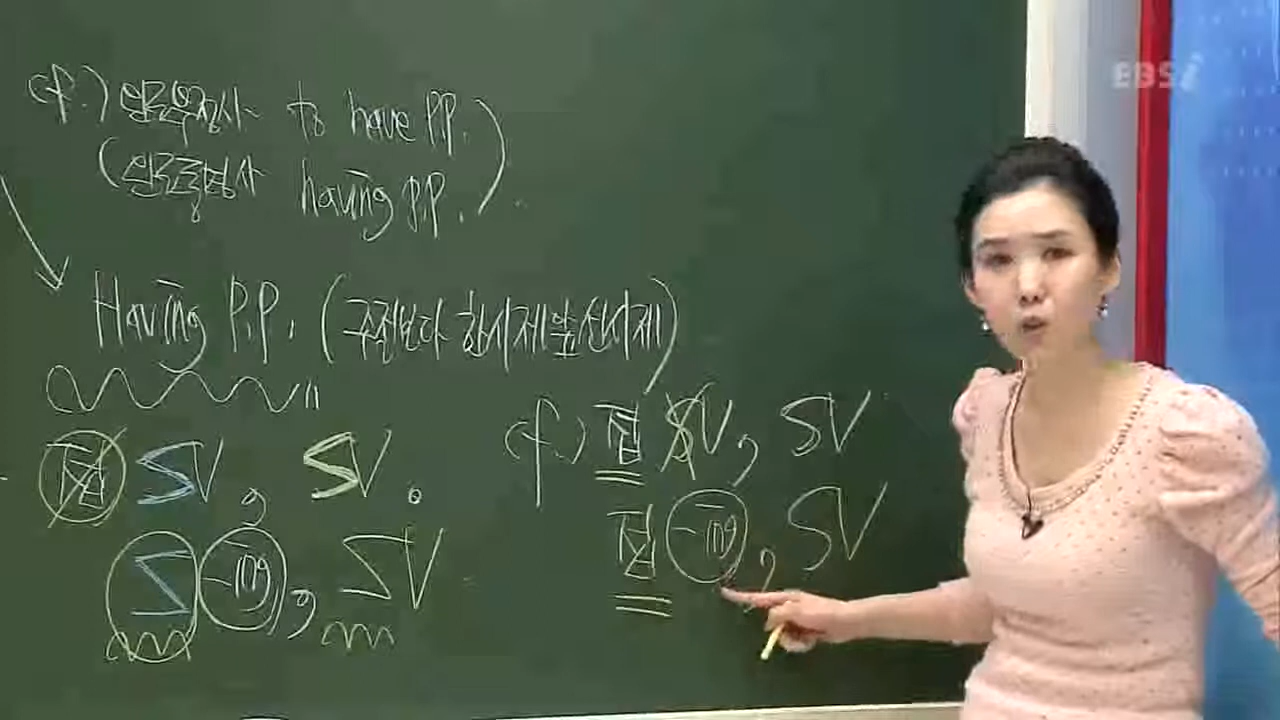 EBSi
cf.) 완료부정사 to have P.P.
(완료동명사 having P.P.)
Having P.P. (주절보다 한시제 앞선시제)
접 SV, SV.
S -ing, SV
cf.) 접 SV, SV
접 -ing, SV